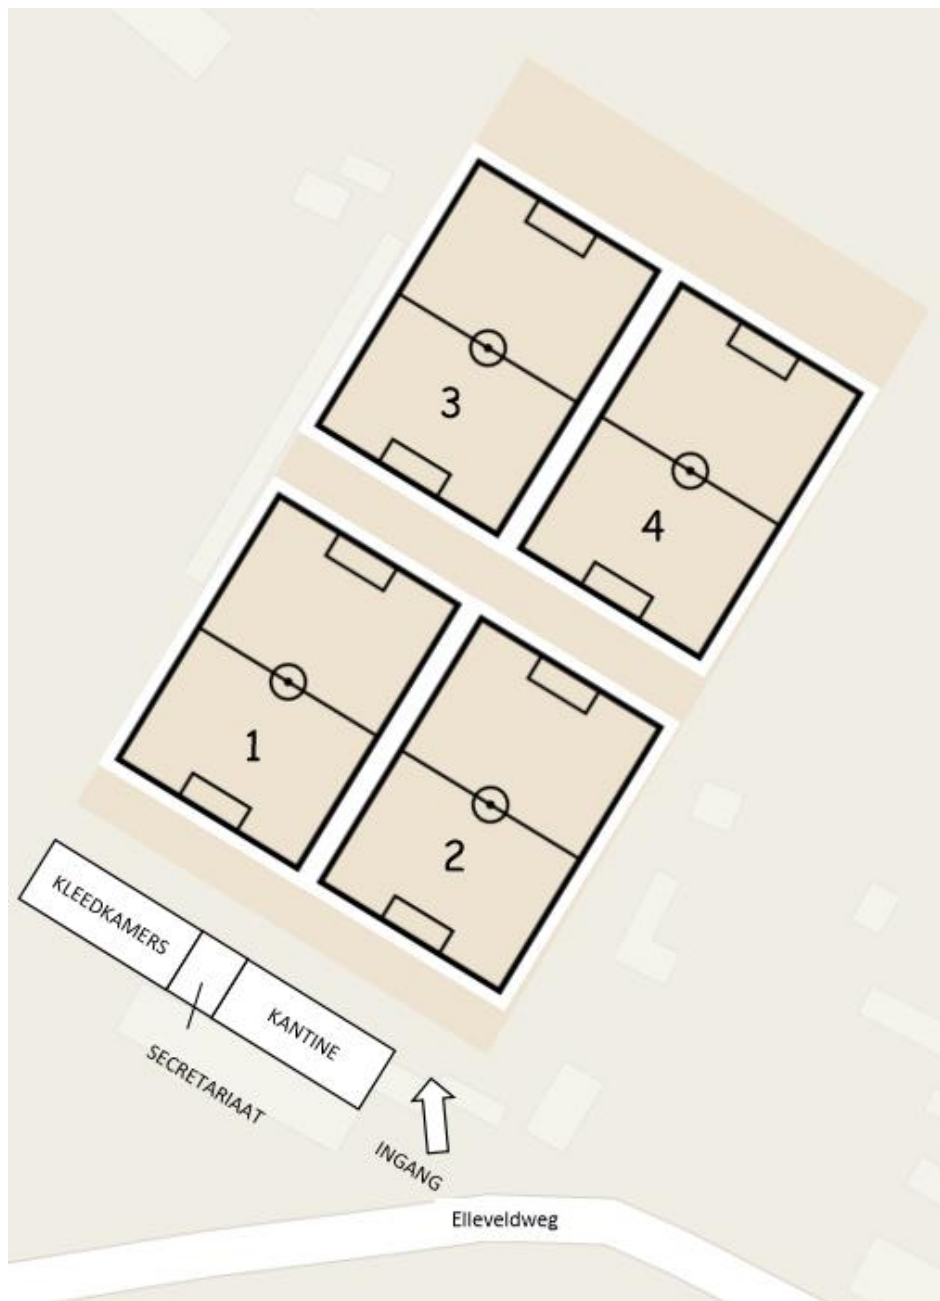 3
4
1
2
KLEEDKAMERS
KANTINE
SECRETARIAAT
INGANG
Elleveldweg